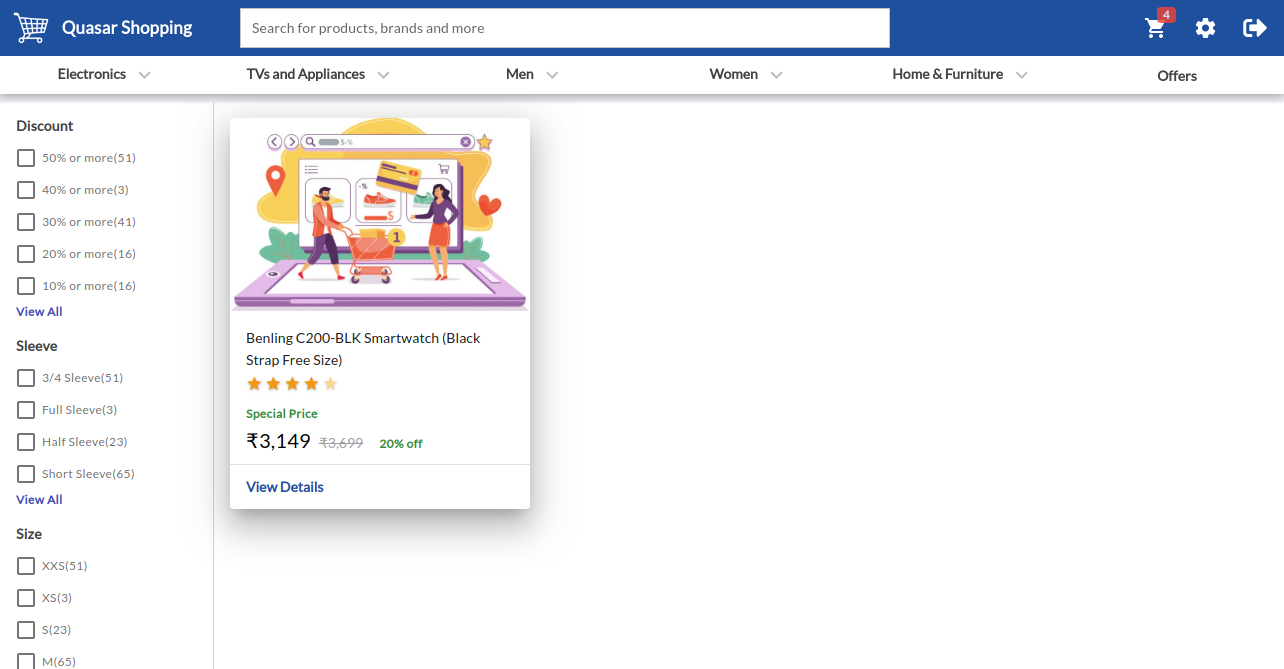 Quasar Shopping
Search for products, brands and more
4
Electronics
TVs and Appliances
Men
Women
Home & Furniture
Offers
Discount
50% or more(51)
40% or more(3)
30% or more(41)
20% or more(16)
10% or more(16)
View All
Sleeve
3/4 Sleeve(51)
Full Sleeve(3)
Half Sleeve(23)
Short Sleeve(65)
View All
Size
XXS(51)
XS(3)
S(23)
M(65)
$-%
-%
$
1
Benling C200-BLK Smartwatch (Black
Strap Free Size)
Special Price
₹3,149 ₹3,699 20% off
View Details